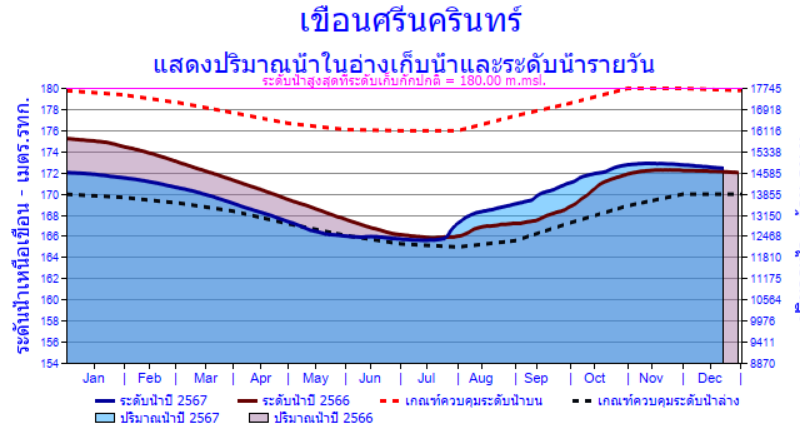 เขื่อนศรีนครินทร์
แสดงปริมาณน้ำในอ่างเก็บน้ำและระดับน้ำรายวัน
ระดับน้ำสูงสุดที่ระดับเก็บกักปกติ = 180.00 m.msl.
ระดับน้ำเหนือเขื่อน - เมตร.รทก.
180 17745
178 16918
176 16116
174 15338
172 14585
170 13855
168 13150
166 12468
164 11810
162 11175
160 10564
158 9976
156 9411
154 8870
Jan | Feb | Mar | Apr | May | Jun | Jul | Aug | Sep | Oct | Nov | Dec |
ระดับน้ำปี 2567 ระดับน้ำปี 2566 เกณฑ์ควบคุมระดับน้ำบน เกณฑ์ควบคุมระดับน้ำล่าง
ปริมาณน้ำปี 2567 ปริมาณน้ำปี 2566